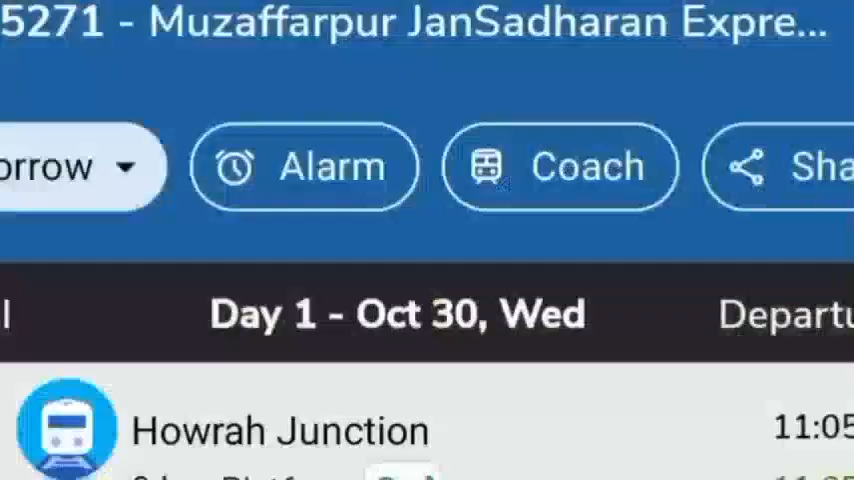 5271 - Muzaffarpur JanSadharan Expre...
orrow Alarm Coach Sha
l Day 1 - Oct 30, Wed Departu
Howrah Junction 11:05